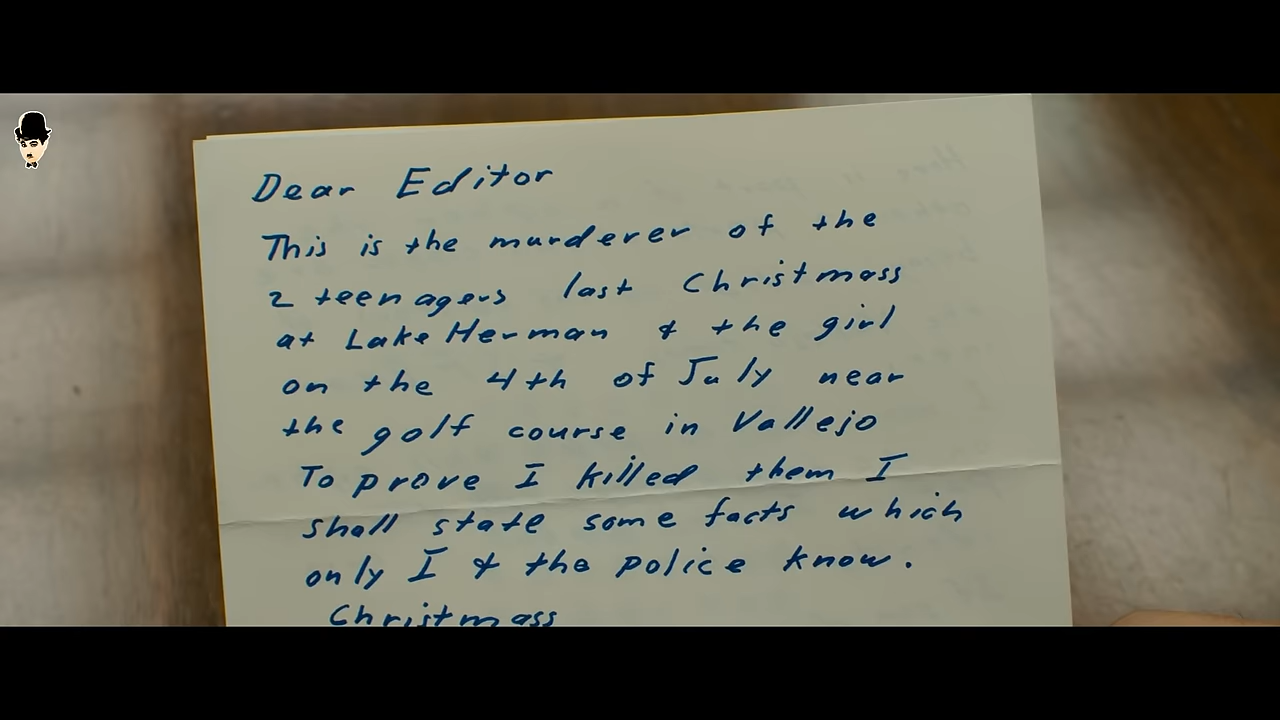 Dear Editor
This is the murderer of the
2 teenagers last Christmass
at Lake Herman & the girl
on the 4th of July near
the golf course in Vallejo
To prove I killed them I
shall state some facts which
only I & the police know.
Christmass